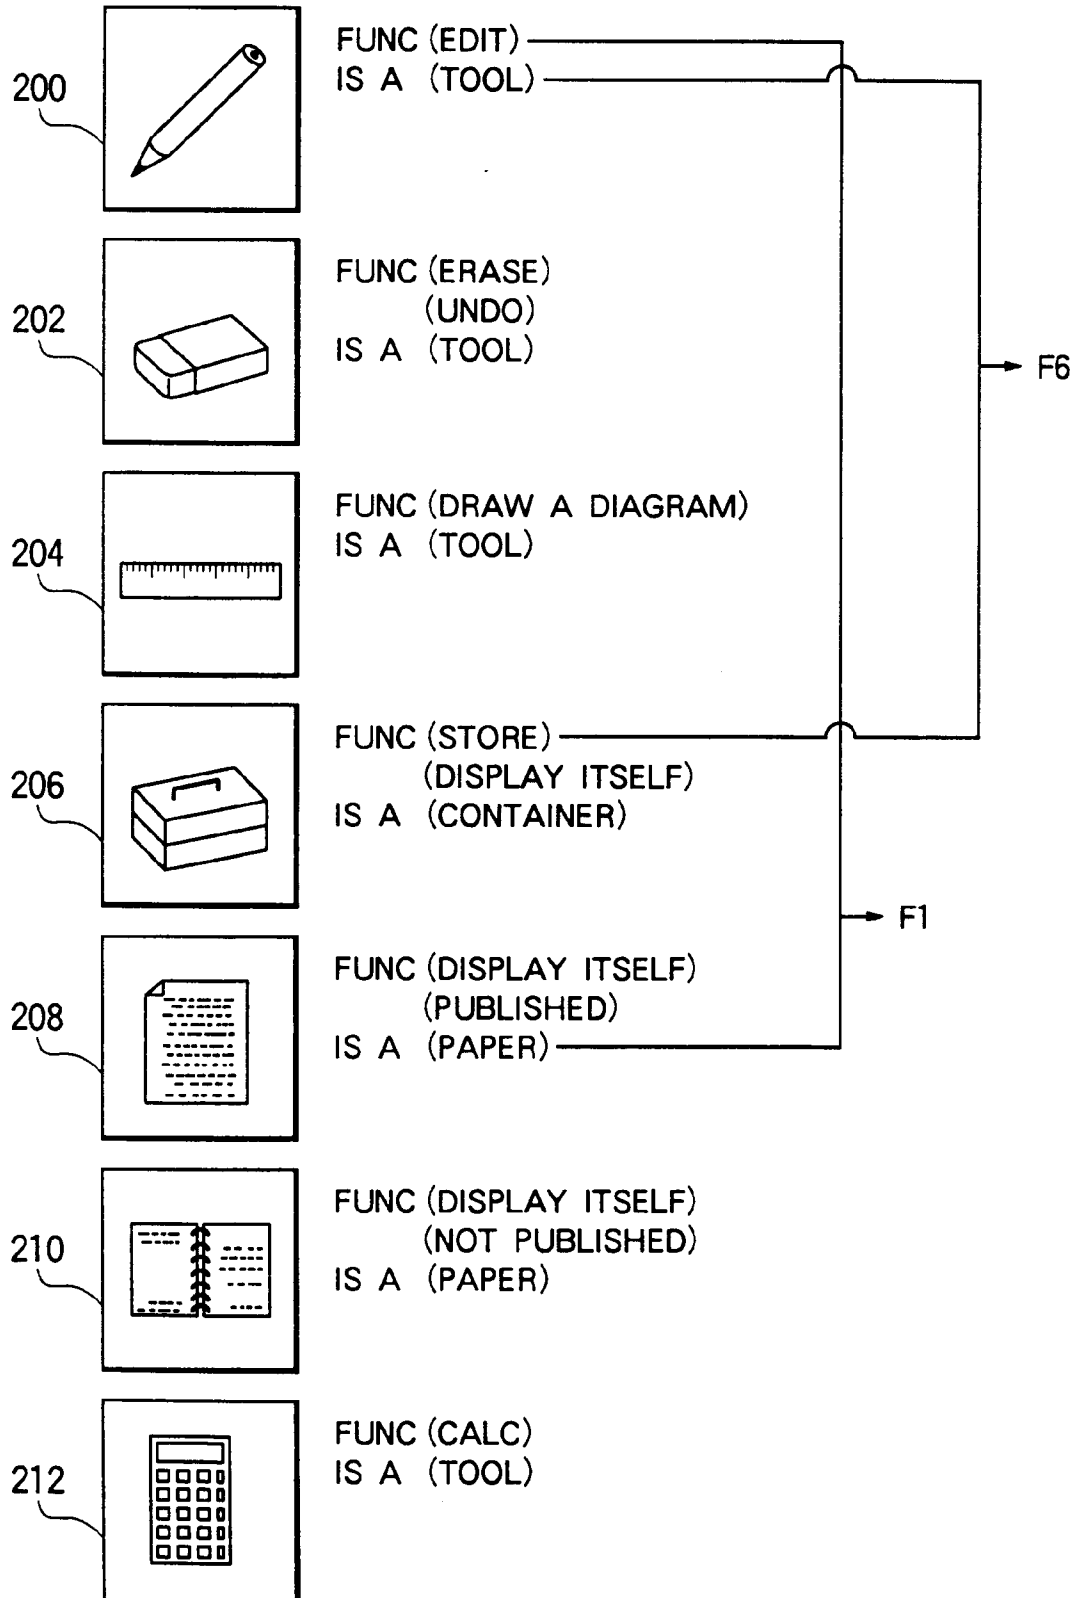 FUNC (EDIT)
IS A (TOOL)
200
FUNC (ERASE)
(UNDO)
202
IS A (TOOL)
F6
FUNC (DRAW A DIAGRAM)
IS A (TOOL)
204
FUNC (STORE)
(DISPLAY ITSELF)
206
IS A (CONTAINER)
F1
FUNC (DISPLAY ITSELF)
(PUBLISHED)
208
IS A (PAPER)
FUNC (DISPLAY ITSELF)
(NOT PUBLISHED)
210
IS A (PAPER)
FUNC (CALC)
IS A (TOOL)
212